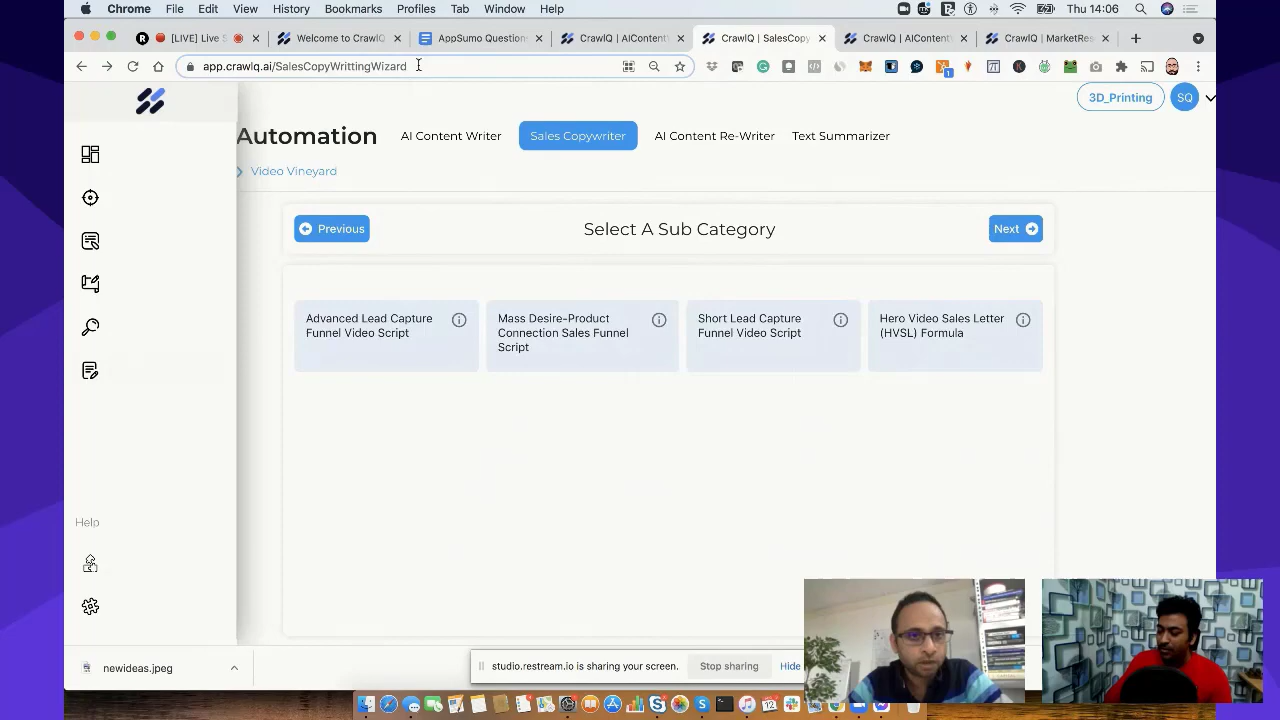 Chrome File Edit View History Bookmarks Profiles Tab Window Help Thu 14:06
[LIVE] Live S Welcome to CrawlQ AppSumo Question CrawlQ | AIContent CrawlQ | SalesCopy CrawlQ | AIContent CrawlQ | MarketRes
app.crawlq.ai/SalesCopyWrittingWizard
1
3D_Printing SQ
Automation AI Content Writer Sales Copywriter AI Content Re-Writer Text Summarizer
Video Vineyard
Previous Select A Sub Category Next
Advanced Lead Capture
Funnel Video Script
Mass Desire-Product
Connection Sales Funnel
Script
Short Lead Capture
Funnel Video Script
Hero Video Sales Letter
(HVSL) Formula
Help
newideas.jpeg
studio.restream.io is sharing your screen. Stop sharing Hide